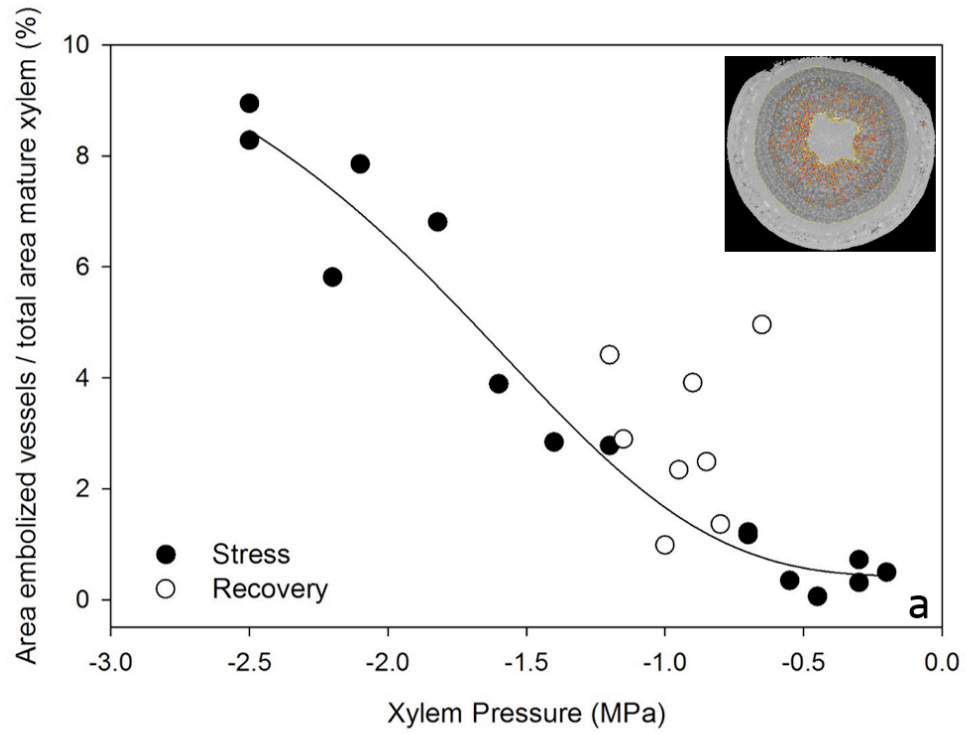 Area embolized vessels / total area mature xylem (%)
10
8
6
4
2
0
Stress
Recovery
a
-3.0 -2.5 -2.0 -1.5 -1.0 -0.5 0.0
Xylem Pressure (MPa)